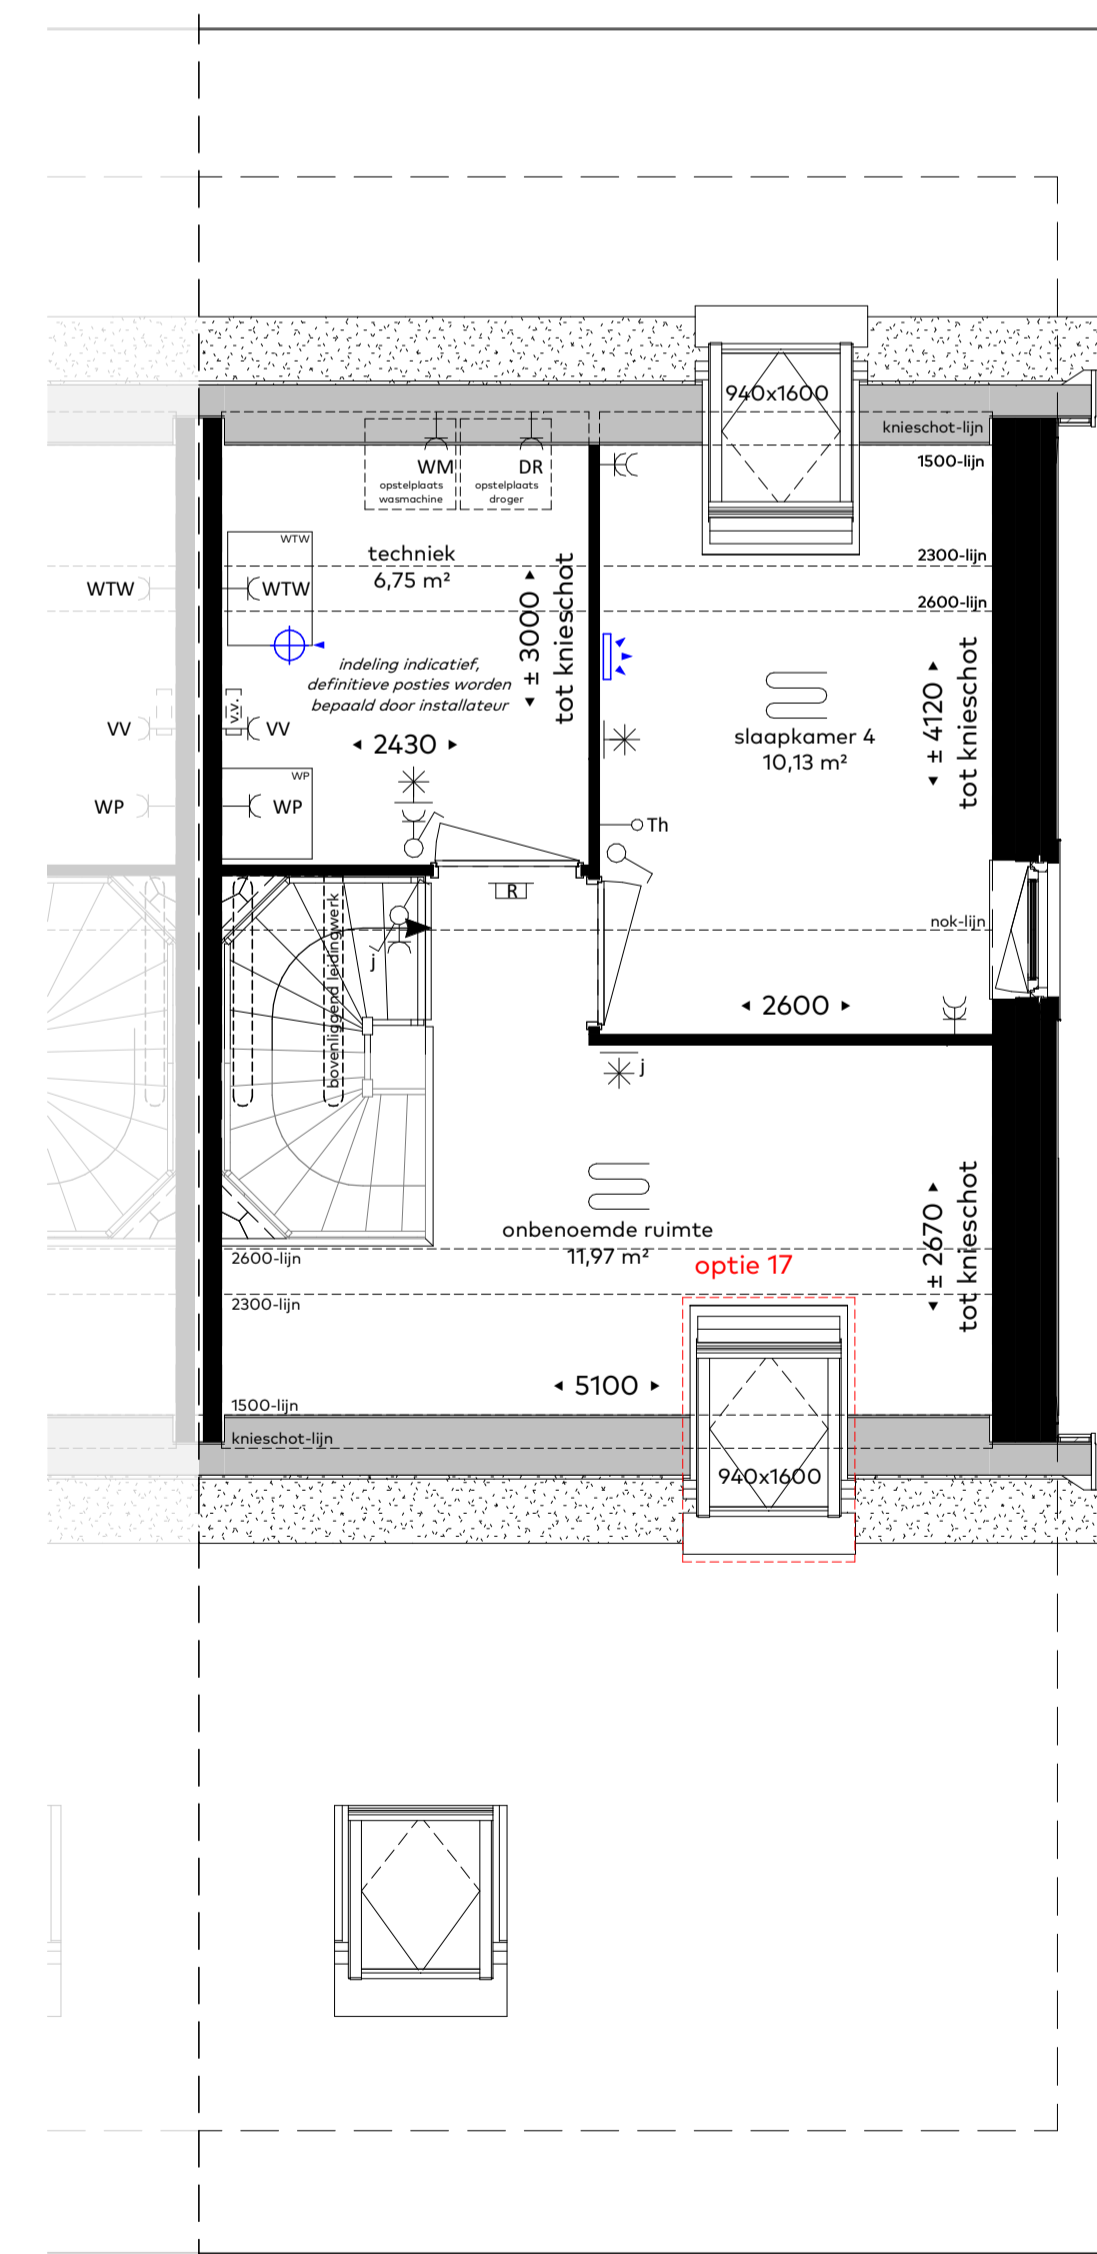 940x1600
knieschot-lijn
1500-lijn
WM
opstelplaats
wasmachine
DR
opstelplaats
droger
WTW
techniek
6,75 m²
2300-lijn
WTW
WTW
2600-lijn
± 3000
tot knieschot
indeling indicatief,
definitieve posties worden
bepaald door installateur
± 4120
tot knieschot
VV
v.v.
VV
2430
slaapkamer 4
10,13 m²
WP
WP
WP
Th
R
bovenliggend leidingwerk
nok-lijn
j
2600
j
onbenoemde ruimte
11,97 m²
± 2670
tot knieschot
2600-lijn
optie 17
2300-lijn
5100
1500-lijn
knieschot-lijn
940x1600